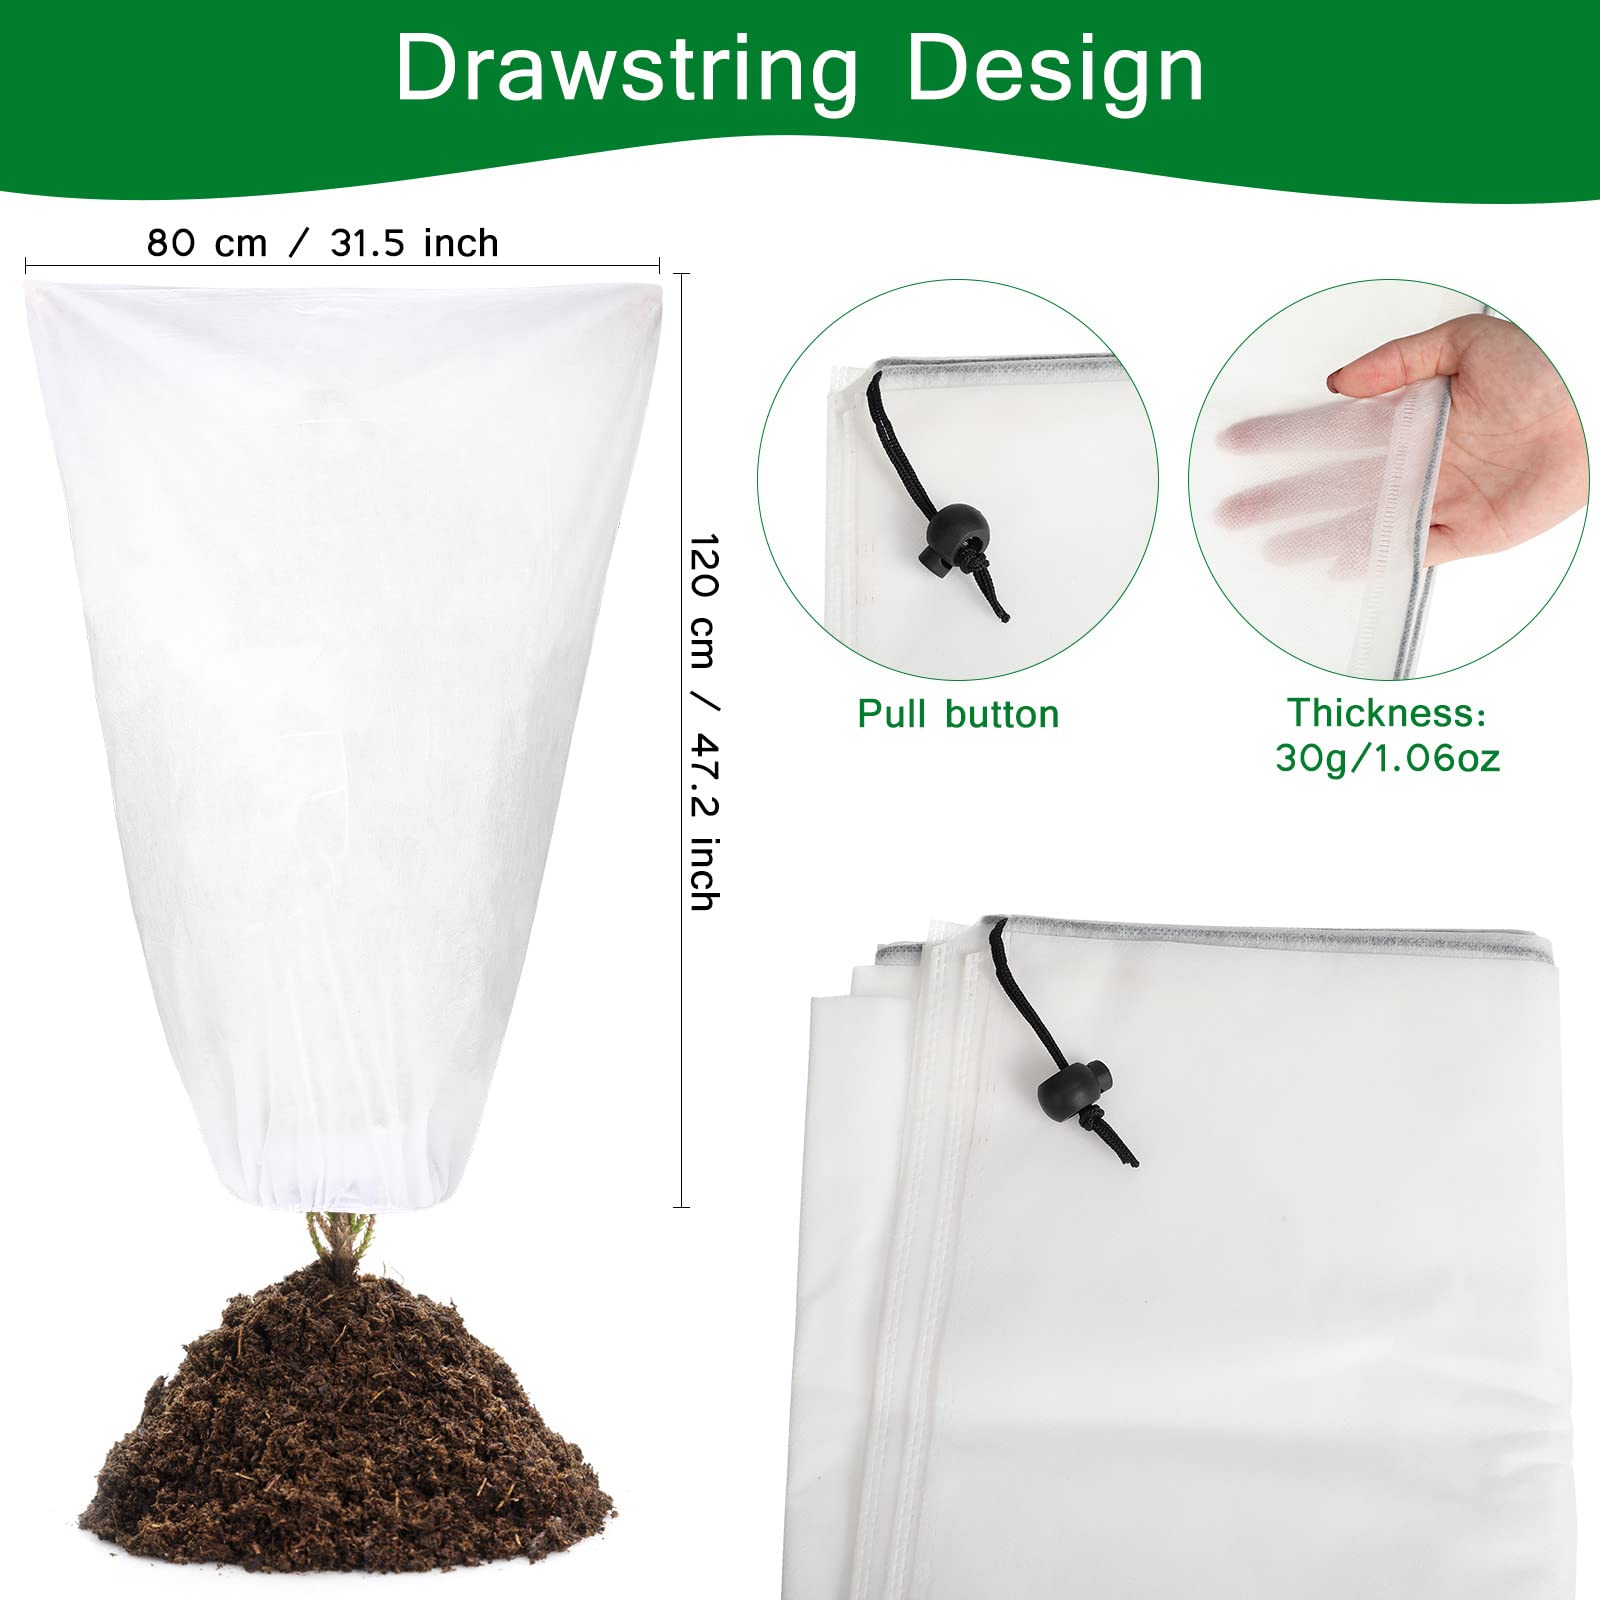 Drawstring Design
80 cm / 31.5 inch
120 cm / 47.2 inch
Pull button
Thickness:
30g/1.06oz